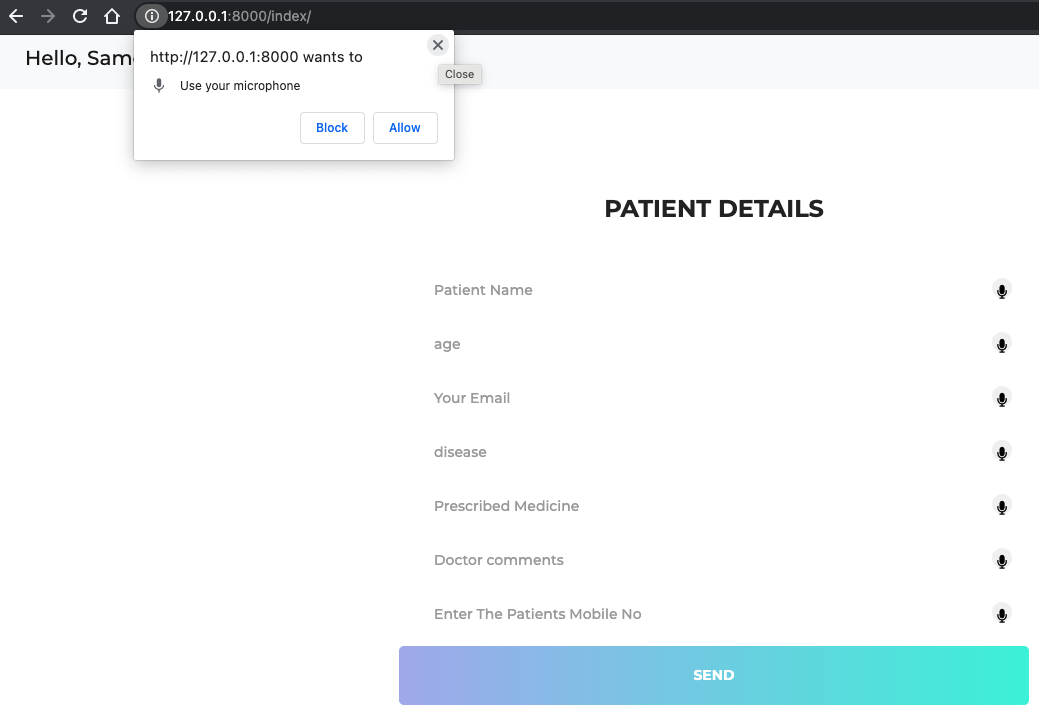 127.0.0.1:8000/index/
Hello, Sam
http://127.0.0.1:8000 wants to
Close
Use your microphone
Block
Allow
PATIENT DETAILS
Patient Name
age
Your Email
disease
Prescribed Medicine
Doctor comments
Enter The Patients Mobile No
SEND